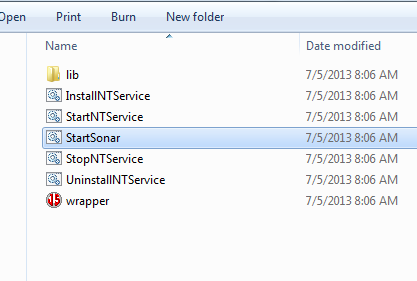 Open Print Burn New folder
Name Date modified
lib 7/5/2013 8:06 AM
InstallNTService 7/5/2013 8:06 AM
StartNTService 7/5/2013 8:06 AM
StartSonar 7/5/2013 8:06 AM
StopNTService 7/5/2013 8:06 AM
UninstallNTService 7/5/2013 8:06 AM
wrapper 7/5/2013 8:06 AM